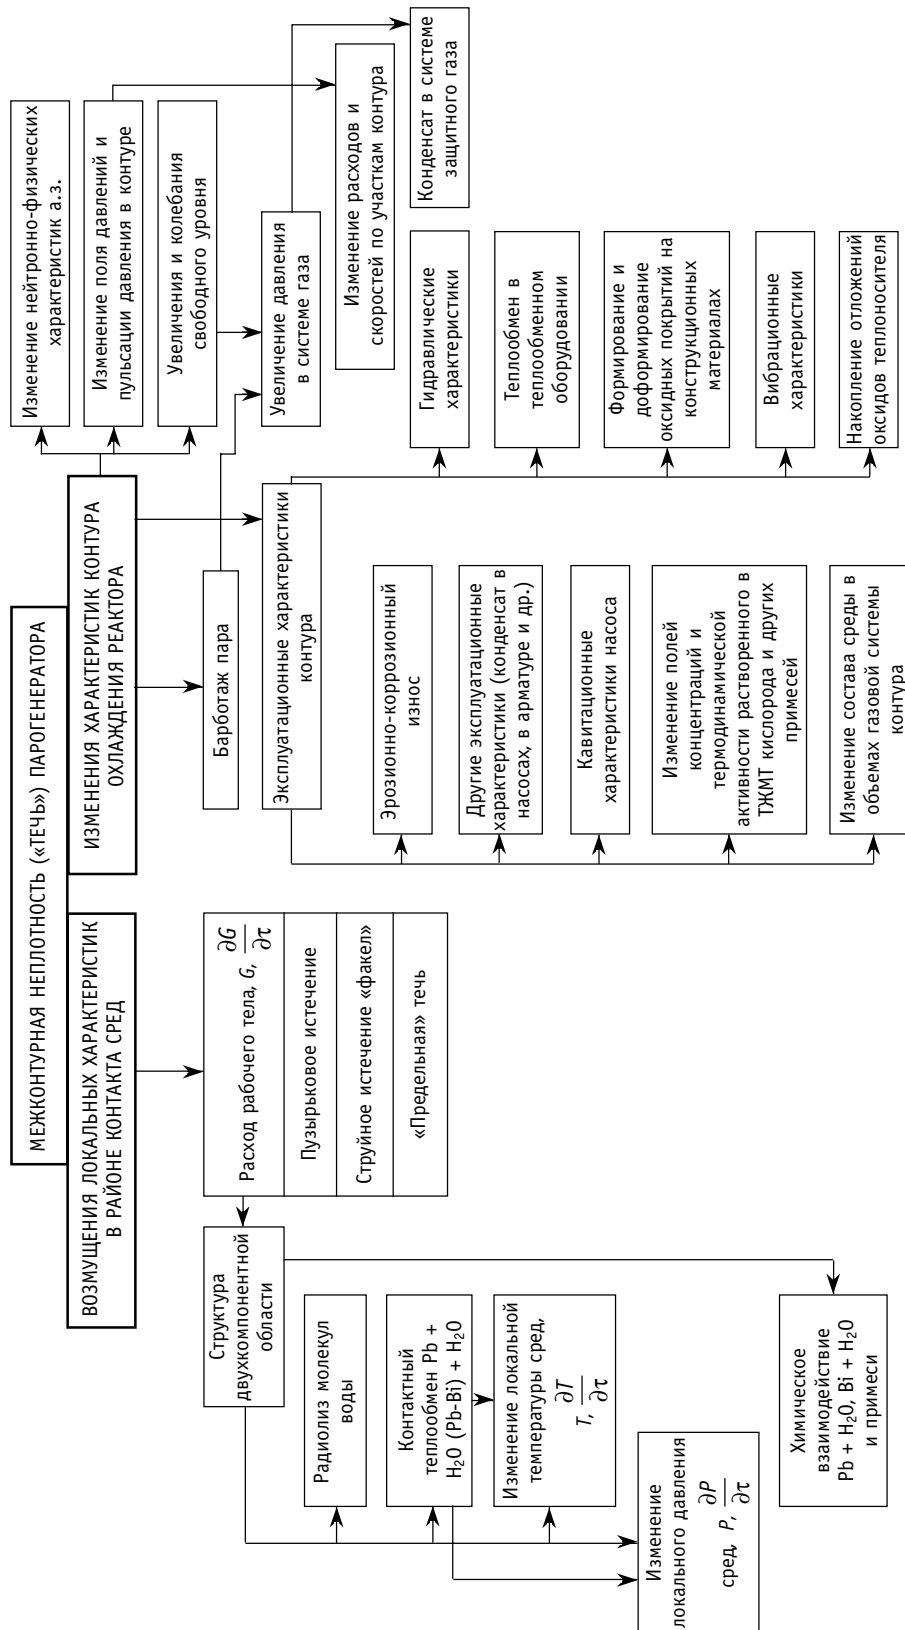 МЕЖКОНТУРНАЯ НЕПЛОТНОСТЬ («ТЕЧЬ») ПАРОГЕНЕРАТОРА
ВОЗМУЩЕНИЯ ЛОКАЛЬНЫХ ХАРАКТЕРИСТИК
В РАЙОНЕ КОНТАКТА СРЕД
ИЗМЕНЕНИЯ ХАРАКТЕРИСТИК КОНТУРА
ОХЛАЖДЕНИЯ РЕАКТОРА
Расход рабочего тела, G, ∂G/∂τ
Пузырьковое истечение
Струйное истечение «факел»
«Предельная» течь
Структура
двухкомпонентной
области
Радиолиз молекул
воды
Контактный
теплообмен Pb +
H₂O (Pb-Bi) + H₂O
Изменение локальной
температуры сред,
T, ∂T/∂τ
Изменение
локального давления
сред, P, ∂P/∂τ
Химическое
взаимодействие
Pb + H₂O, Bi + H₂O
и примеси
Барботаж пара
Эксплуатационные характеристики
контура
Эрозионно-коррозионный
износ
Другие эксплуатационные
характеристики (конденсат в
насосах, в арматуре и др.)
Кавитационные
характеристики насоса
Изменение полей
концентраций и
термодинамической
активности растворенного в
ТЖМТ кислорода и других
примесей
Изменение состава среды в
объемах газовой системы
контура
Изменение нейтронно-физических
характеристик а.з.
Изменение поля давлений и
пульсации давления в контуре
Увеличения и колебания
свободного уровня
Увеличение давления
в системе газа
Изменение расходов и
скоростей по участкам контура
Конденсат в системе
защитного газа
Гидравлические
характеристики
Теплообмен в
теплообменном
оборудовании
Формирование и
доформирование
оксидных покрытий на
конструкционных
материалах
Вибрационные
характеристики
Накопление отложений
оксидов теплоносителя